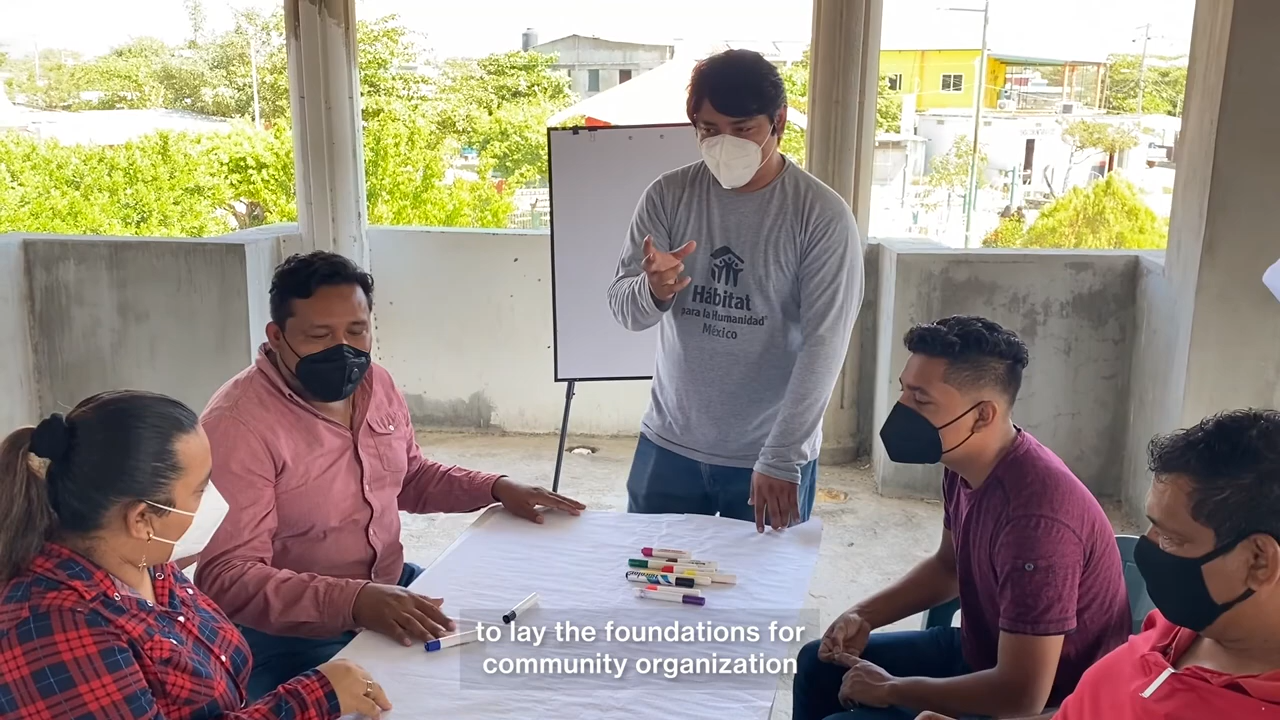 Hábitat
para la Humanidad®
México
to lay the foundations for
community organization